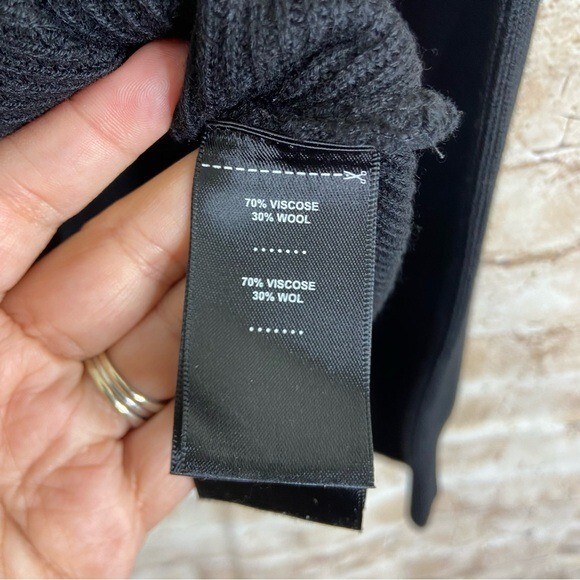 70% VISCOSE
30% WOOL
.......
70% VISCOSE
30% WOL
.......